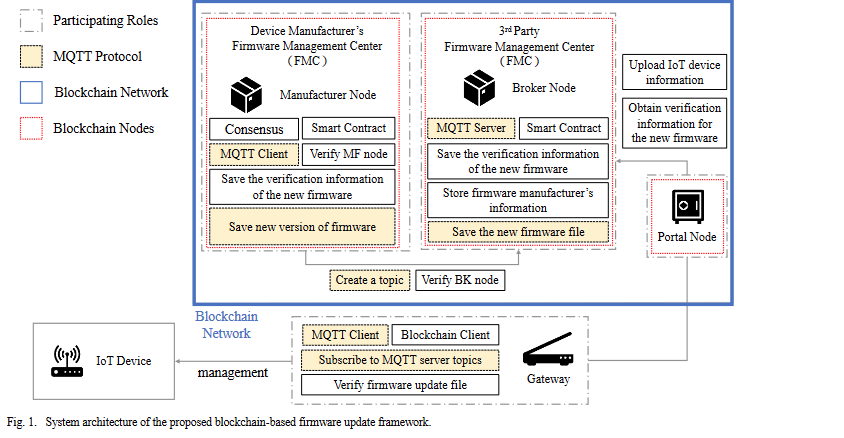 Participating Roles
MQTT Protocol
Blockchain Network
Blockchain Nodes
Device Manufacturer's
Firmware Management Center
( FMC )
Manufacturer Node
Consensus
Smart Contract
MQTT Client
Verify MF node
Save the verification information
of the new firmware
Save new version of firmware
3rd Party
Firmware Management Center
( FMC )
Broker Node
MQTT Server
Smart Contract
Save the verification information
of the new firmware
Store firmware manufacturer's
information
Save the new firmware file
Upload IoT device
information
Obtain verification
information for
the new firmware
Portal Node
Create a topic
Verify BK node
Blockchain
Network
IoT Device
management
MQTT Client
Blockchain Client
Subscribe to MQTT server topics
Verify firmware update file
Gateway
Fig. 1. System architecture of the proposed blockchain-based firmware update framework.